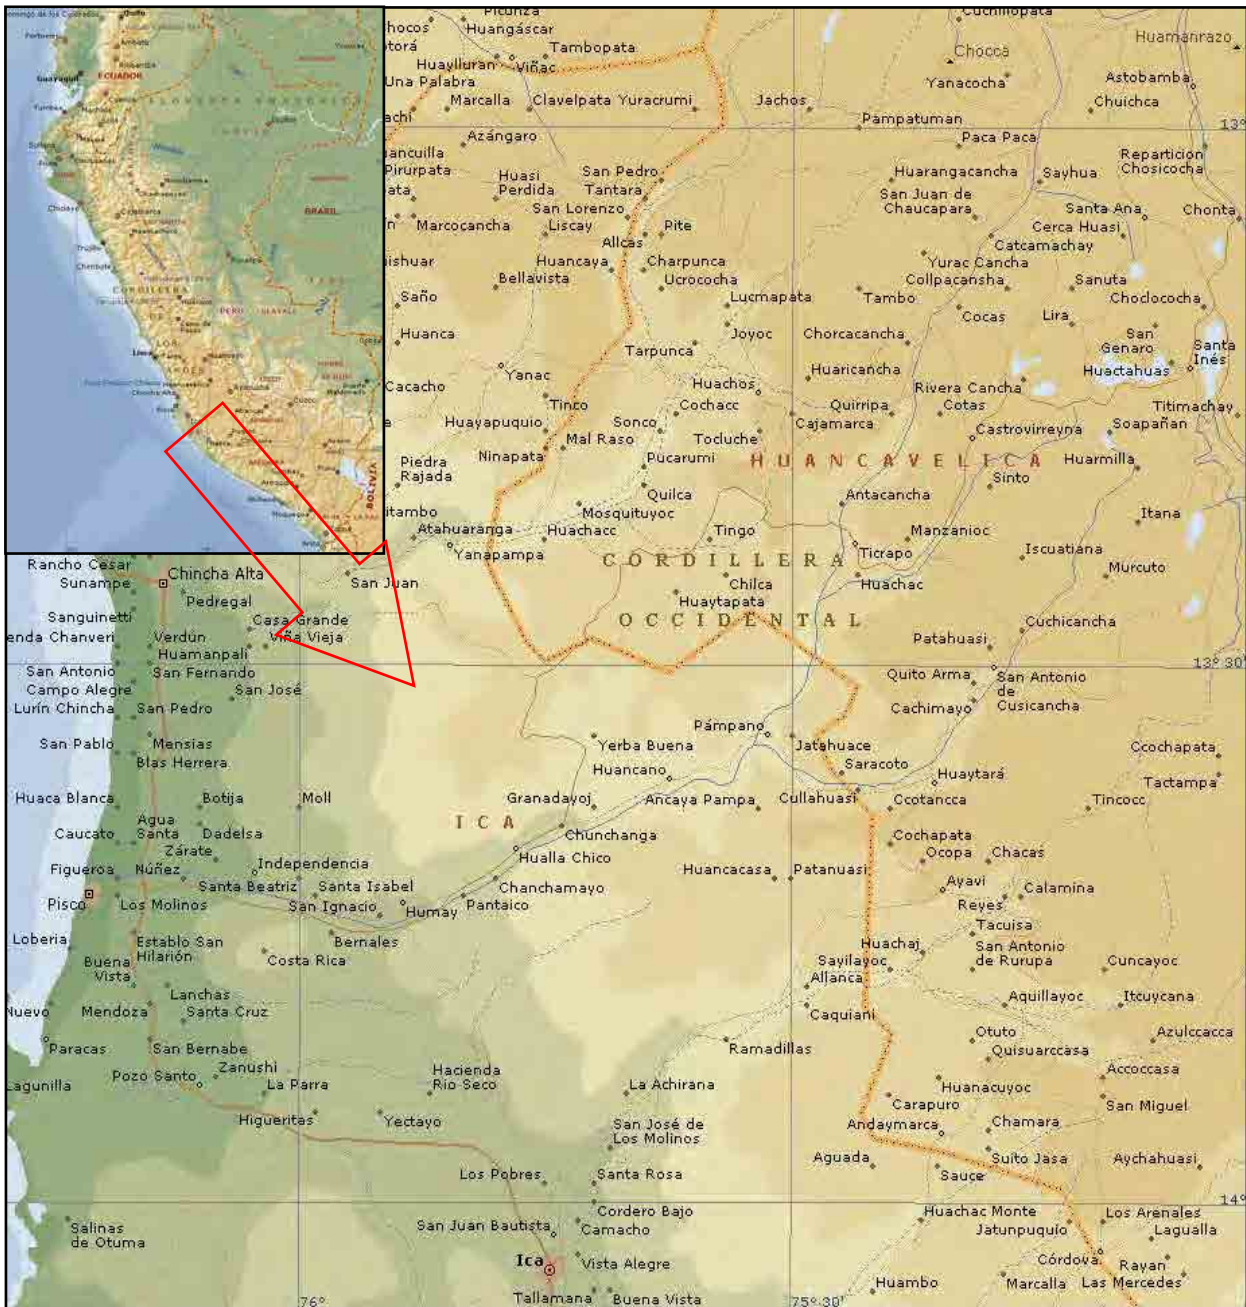 Picunza
Cuchillopata
Huangáscar
Huamanrazo
Tambopata
Chocca
Huaylluran
Viñac
Yanacocha
Astobamba
Una Palabra
Marcalla
Clavelpata
Yuracrumi
Jachos
Chuichca
Pampatuman
13°
Azángaro
Paca Paca
Reparticion
Chosicocha
Huasi
Perdida
San Pedro
Tantara
Huarangacancha
Sayhua
San Juan de
Chaucapara
San Lorenzo
Santa Ana
Chonta
Marcocancha
Liscay
Pite
Cerca Huasi
Allcas
Catcamachay
Huancaya
Charpunca
Yurac Cancha
Bellavista
Ucrococha
Collpacansha
Sanuta
Saño
Lucmapata
Tambo
Choclococha
Cocas
Lira
Huanca
Joyoc
Chorcacancha
San
Genaro
Santa
Inés
Tarpunca
Yanac
Huaricancha
Huactahuas
Cacacho
Huachos
Rivera Cancha
Tinco
Cochacc
Quirripa
Cotas
Titimachay
Huayapuquio
Sonco
Cajamarca
Mal Raso
Tocluche
Castrovirreyna
Soapañan
Ninapata
Pucarumi
HUANCAVELICA
Huarmilla
Piedra
Rajada
Quilca
Sinto
Antacancha
Mosquituyoc
Atahuaranga
Huachacc
Tingo
Manzanioc
Itana
Yanapampa
Ticrapo
Iscuatiana
CORDILLERA
Murcuto
Rancho Cesar
Sunampe
Chincha Alta
San Juan
Chilca
Huachac
Pedregal
Huaytapata
Sanguinetti
Casa Grande
OCCIDENTAL
Cuchicancha
Verdun
Viña Vieja
Patahuasi
Huamanpali
San Antonio
San Fernando
13° 30'
Campo Alegre
San José
Quito Arma
San Antonio
de
Cusicancha
Lurín Chincha
San Pedro
Cachimayo
Pámpano
San Pablo
Mensias
Yerba Buena
Jatahuace
Ccochapata
Blas Herrera
Huancano
Saracoto
Huaytará
Tactampa
Huaca Blanca
Botija
Moll
Granadayoj
Ancaya Pampa
Cullahuasi
Ccotancca
Tincocc
Agua
Santa
Caucato
Dadelsa
ICA
Chunchanga
Cochapata
Zárate
Hualla Chico
Ocopa
Chacas
Figueroa
Núñez
Independencia
Chanchamayo
Huancacasa
Patanuasi
Santa Beatriz
Santa Isabel
Ayavi
Calamina
Pisco
Los Molinos
San Ignacio
Humay
Pantaico
Reyes
Tacuisa
Loberia
Establo San
Hilarión
Bernales
Huachaj
San Antonio
de Rurupa
Costa Rica
Buena
Vista
Sayilayoc
Cuncayoc
Allanca
Lanchas
Nuevo
Mendoza
Santa Cruz
Caquiani
Aquillayoc
Itcuycana
Paracas
San Bernabe
Ramadillas
Otuto
Azulccacca
Quisuarccasa
Lagunilla
Pozo Santo
Zanushi
La Parra
Hacienda
Rio Seco
La Achirana
Huanacuyoc
Accoccasa
Higueritas
Yectayo
Carapuro
San Miguel
San José de
Los Molinos
Andaymarca
Chamara
Aguada
Suito Jasa
Aychahuasi
Los Pobres
Santa Rosa
Sauce
14°
Salinas
de Otuma
Cordero Bajo
San Juan Bautista
Camacho
Huachac Monte
Jatunpuquío
Los Arenales
Lagualla
Ica
Vista Alegre
Córdova
Rayan
Huambo
Marcalla
Las Mercedes
76°
Tallamana
Buena Vista
75° 30'
ECUADOR
Guayaquil
BRASIL
PERU
CORDILLERA
Lima
BOLIVIA